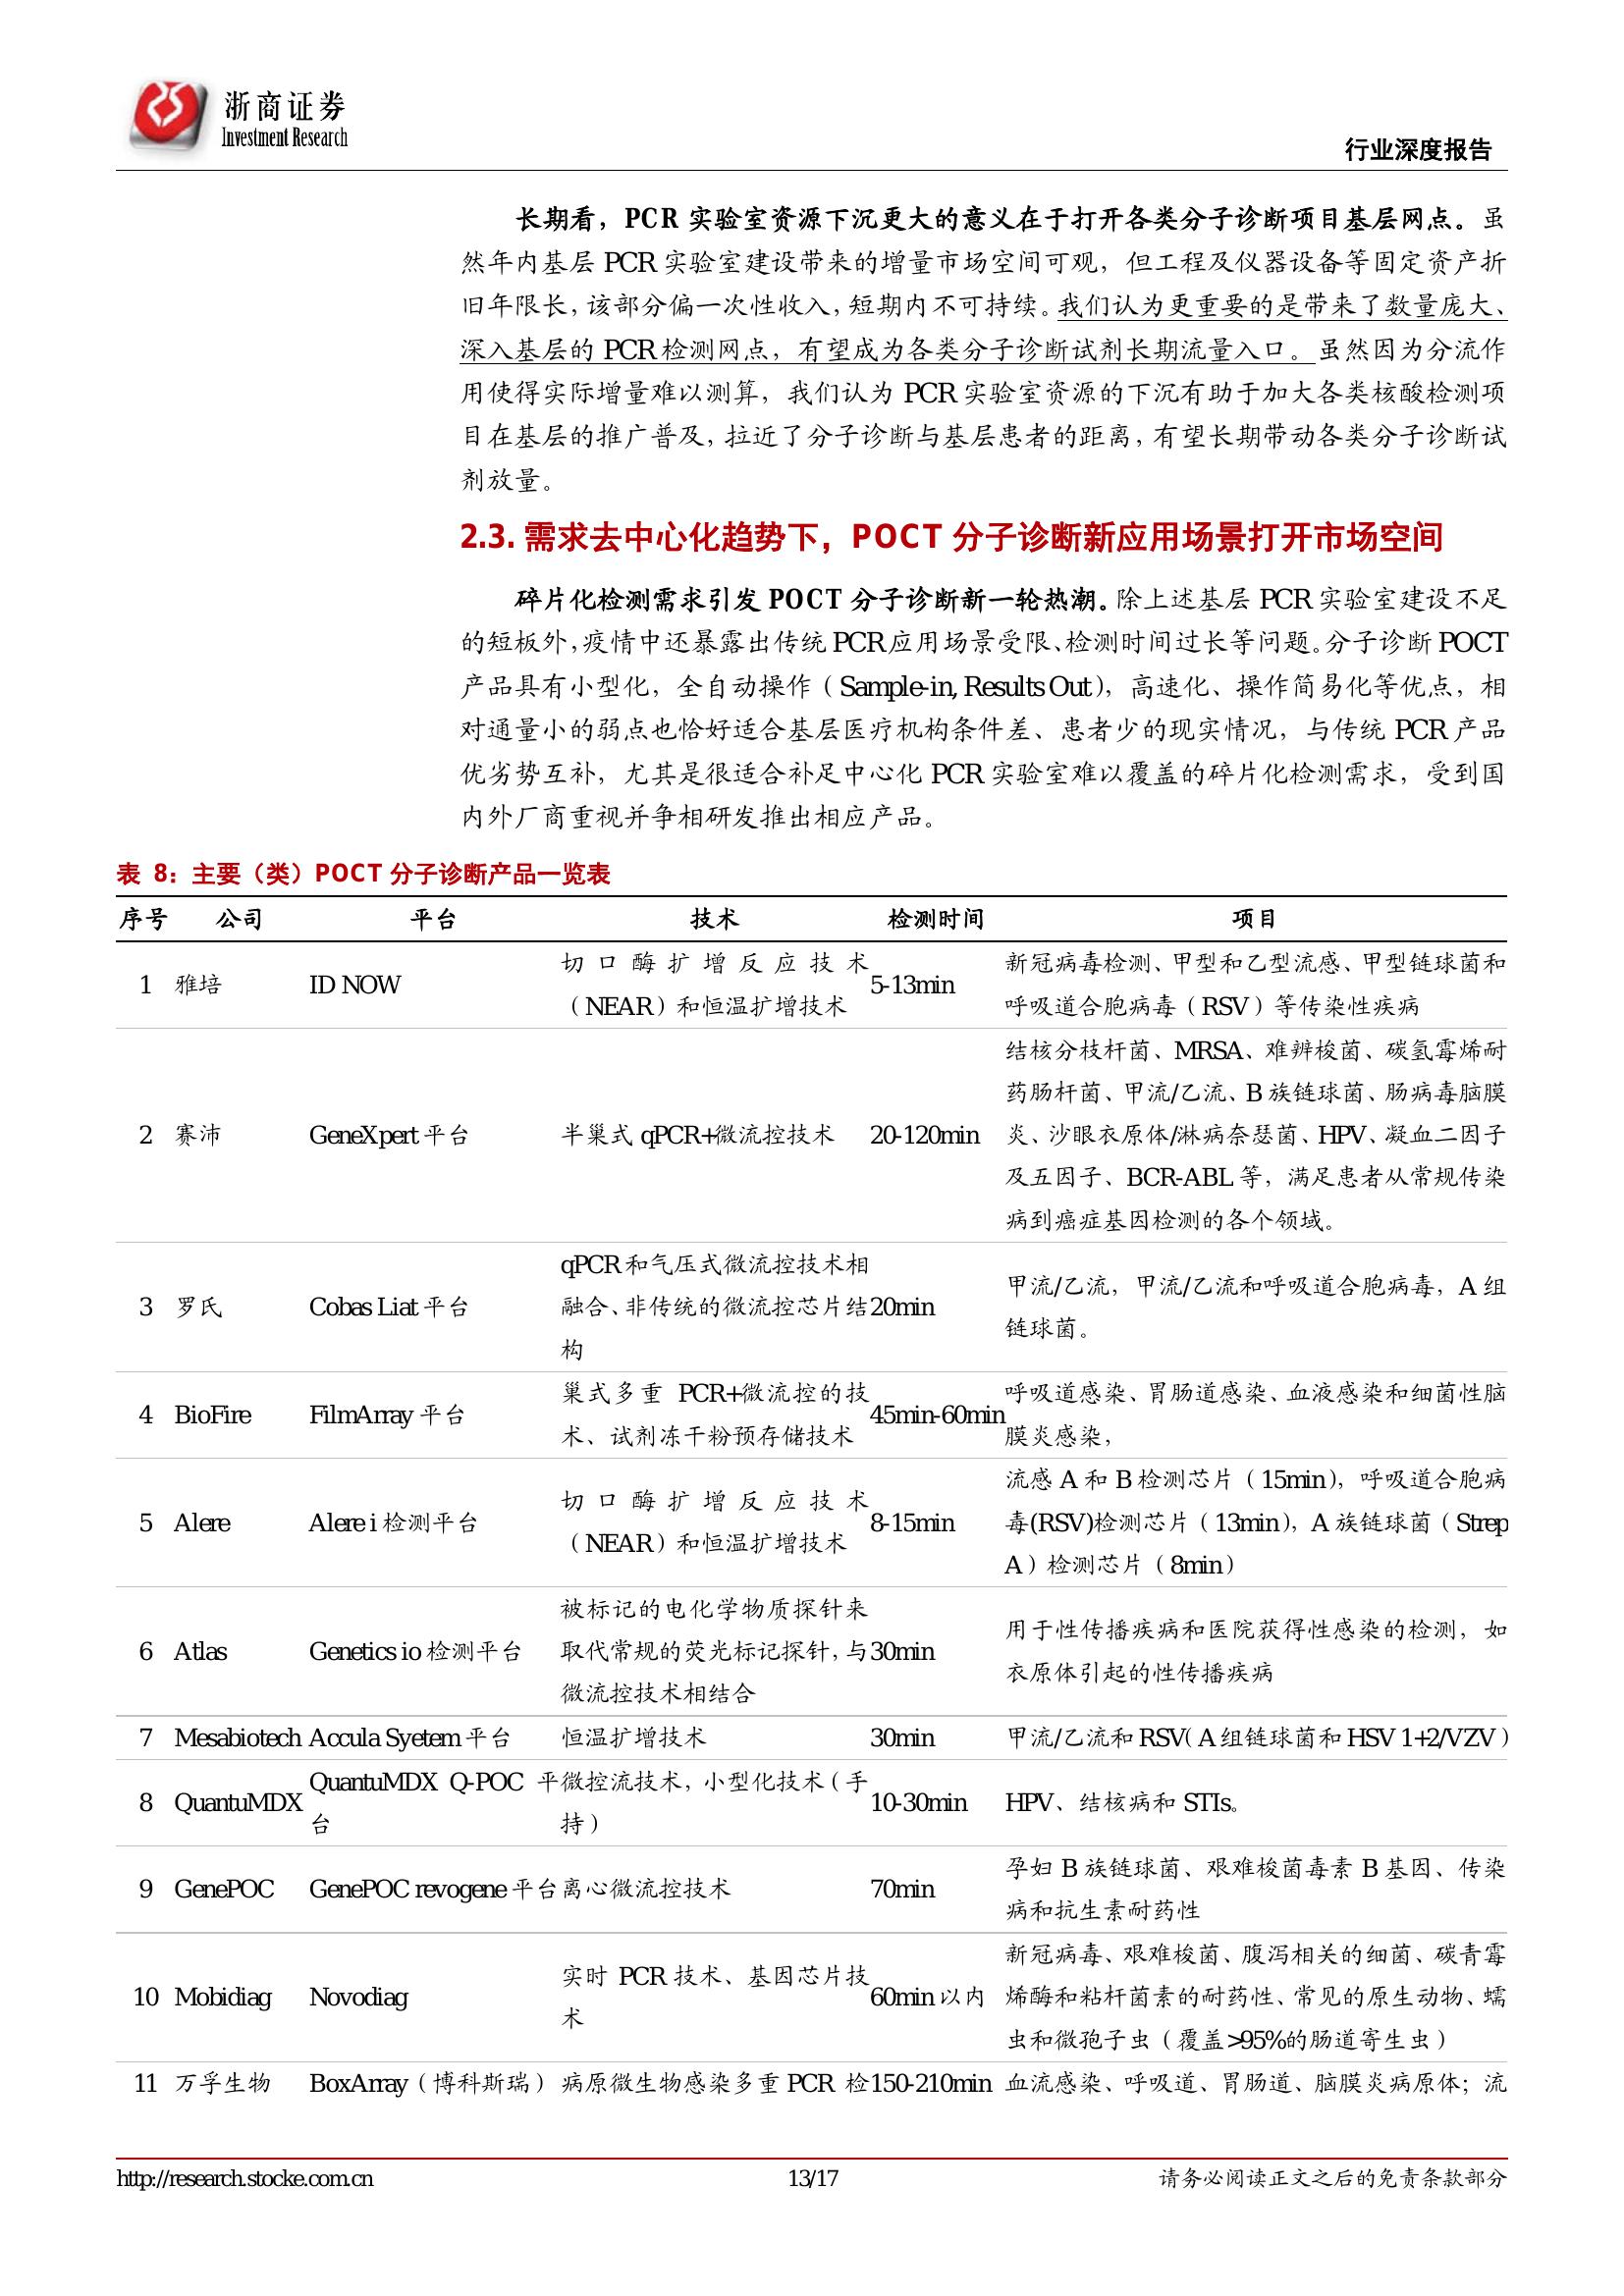 浙商证券
Investment Research
行业深度报告
长期看，PCR 实验室资源下沉更大的意义在于打开各类分子诊断项目基层网点。虽
然年内基层 PCR 实验室建设带来的增量市场空间可观，但工程及仪器设备等固定资产折
旧年限长，该部分偏一次性收入，短期内不可持续。我们认为更重要的是带来了数量庞大、
深入基层的 PCR 检测网点，有望成为各类分子诊断试剂长期流量入口。虽然因为分流作
用使得实际增量难以测算，我们认为 PCR 实验室资源的下沉有助于加大各类核酸检测项
目在基层的推广普及，拉近了分子诊断与基层患者的距离，有望长期带动各类分子诊断试
剂放量。
2.3. 需求去中心化趋势下，POCT 分子诊断新应用场景打开市场空间
碎片化检测需求引发 POCT 分子诊断新一轮热潮。除上述基层 PCR 实验室建设不足
的短板外，疫情中还暴露出传统 PCR 应用场景受限、检测时间过长等问题。分子诊断 POCT
产品具有小型化，全自动操作（Sample-in, Results Out），高速化、操作简易化等优点，相
对通量小的弱点也恰好适合基层医疗机构条件差、患者少的现实情况，与传统 PCR 产品
优劣势互补，尤其是很适合补足中心化 PCR 实验室难以覆盖的碎片化检测需求，受到国
内外厂商重视并争相研发推出相应产品。
表 8：主要（类）POCT 分子诊断产品一览表
序号 公司 平台 技术 检测时间 项目
切口酶扩增反应技术 新冠病毒检测、甲型和乙型流感、甲型链球菌和
1 雅培 ID NOW 5-13min
（NEAR）和恒温扩增技术 呼吸道合胞病毒（RSV）等传染性疾病
结核分枝杆菌、MRSA、难辨梭菌、碳氢霉烯耐
药肠杆菌、甲流/乙流、B 族链球菌、肠病毒脑膜
2 赛沛 GeneXpert 平台 半巢式 qPCR+微流控技术 20-120min 炎、沙眼衣原体/淋病奈瑟菌、HPV、凝血二因子
及五因子、BCR-ABL 等，满足患者从常规传染
病到癌症基因检测的各个领域。
qPCR 和气压式微流控技术相 甲流/乙流，甲流/乙流和呼吸道合胞病毒，A 组
3 罗氏 Cobas Liat 平台 融合、非传统的微流控芯片结 20min
构 链球菌。
巢式多重 PCR+微流控的技 呼吸道感染、胃肠道感染、血液感染和细菌性脑
4 BioFire FilmArray 平台 45min-60min
术、试剂冻干粉预存储技术 膜炎感染，
切口酶扩增反应技术 流感 A 和 B 检测芯片（15min），呼吸道合胞病
5 Alere Alere i 检测平台 8-15min 毒(RSV)检测芯片（13min），A 族链球菌（Strep
（NEAR）和恒温扩增技术 A）检测芯片（8min）
被标记的电化学物质探针来 用于性传播疾病和医院获得性感染的检测，如
6 Atlas Genetics io 检测平台 取代常规的荧光标记探针，与 30min
微流控技术相结合 衣原体引起的性传播疾病
7 Mesabiotech Accula Syetem 平台 恒温扩增技术 30min 甲流/乙流和 RSV（A 组链球菌和 HSV 1+2/VZV）
QuantuMDX Q-POC 平 微控流技术，小型化技术（手
8 QuantuMDX 10-30min HPV、结核病和 STIs。
台 持）
孕妇 B 族链球菌、艰难梭菌毒素 B 基因、传染
9 GenePOC GenePOC revogene 平台 离心微流控技术 70min
病和抗生素耐药性
实时 PCR 技术、基因芯片技 新冠病毒、艰难梭菌、腹泻相关的细菌、碳青霉
10 Mobidiag Novodiag 60min 以内 烯酶和粘杆菌素的耐药性、常见的原生动物、蠕
术 虫和微孢子虫（覆盖>95%的肠道寄生虫）
11 万孚生物 BoxArray（博科斯瑞） 病原微生物感染多重 PCR 检 150-210min 血流感染、呼吸道、胃肠道、脑膜炎病原体；流
http://research.stocke.com.cn 13/17 请务必阅读正文之后的免责条款部分